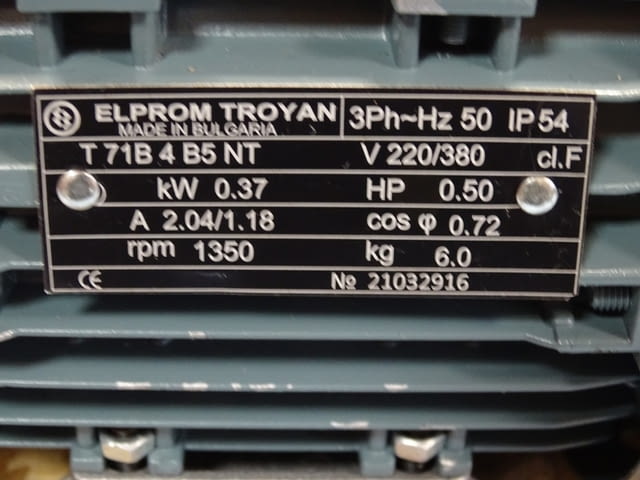 ELPROM TROYAN 3Ph~Hz 50 IP 54
MADE IN BULGARIA
T 71B 4 B5 NT V 220/380 cl.F
kW 0.37 HP 0.50
A 2.04/1.18 cos φ 0.72
rpm 1350 kg 6.0
CE № 21032916